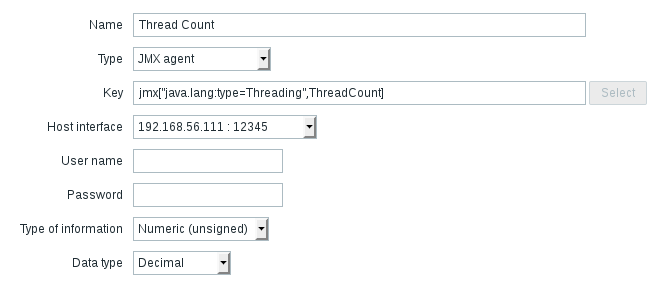 Name Thread Count
Type JMX agent
Key jmx["java.lang:type=Threading",ThreadCount] Select
Host interface 192.168.56.111 : 12345
User name
Password
Type of information Numeric (unsigned)
Data type Decimal